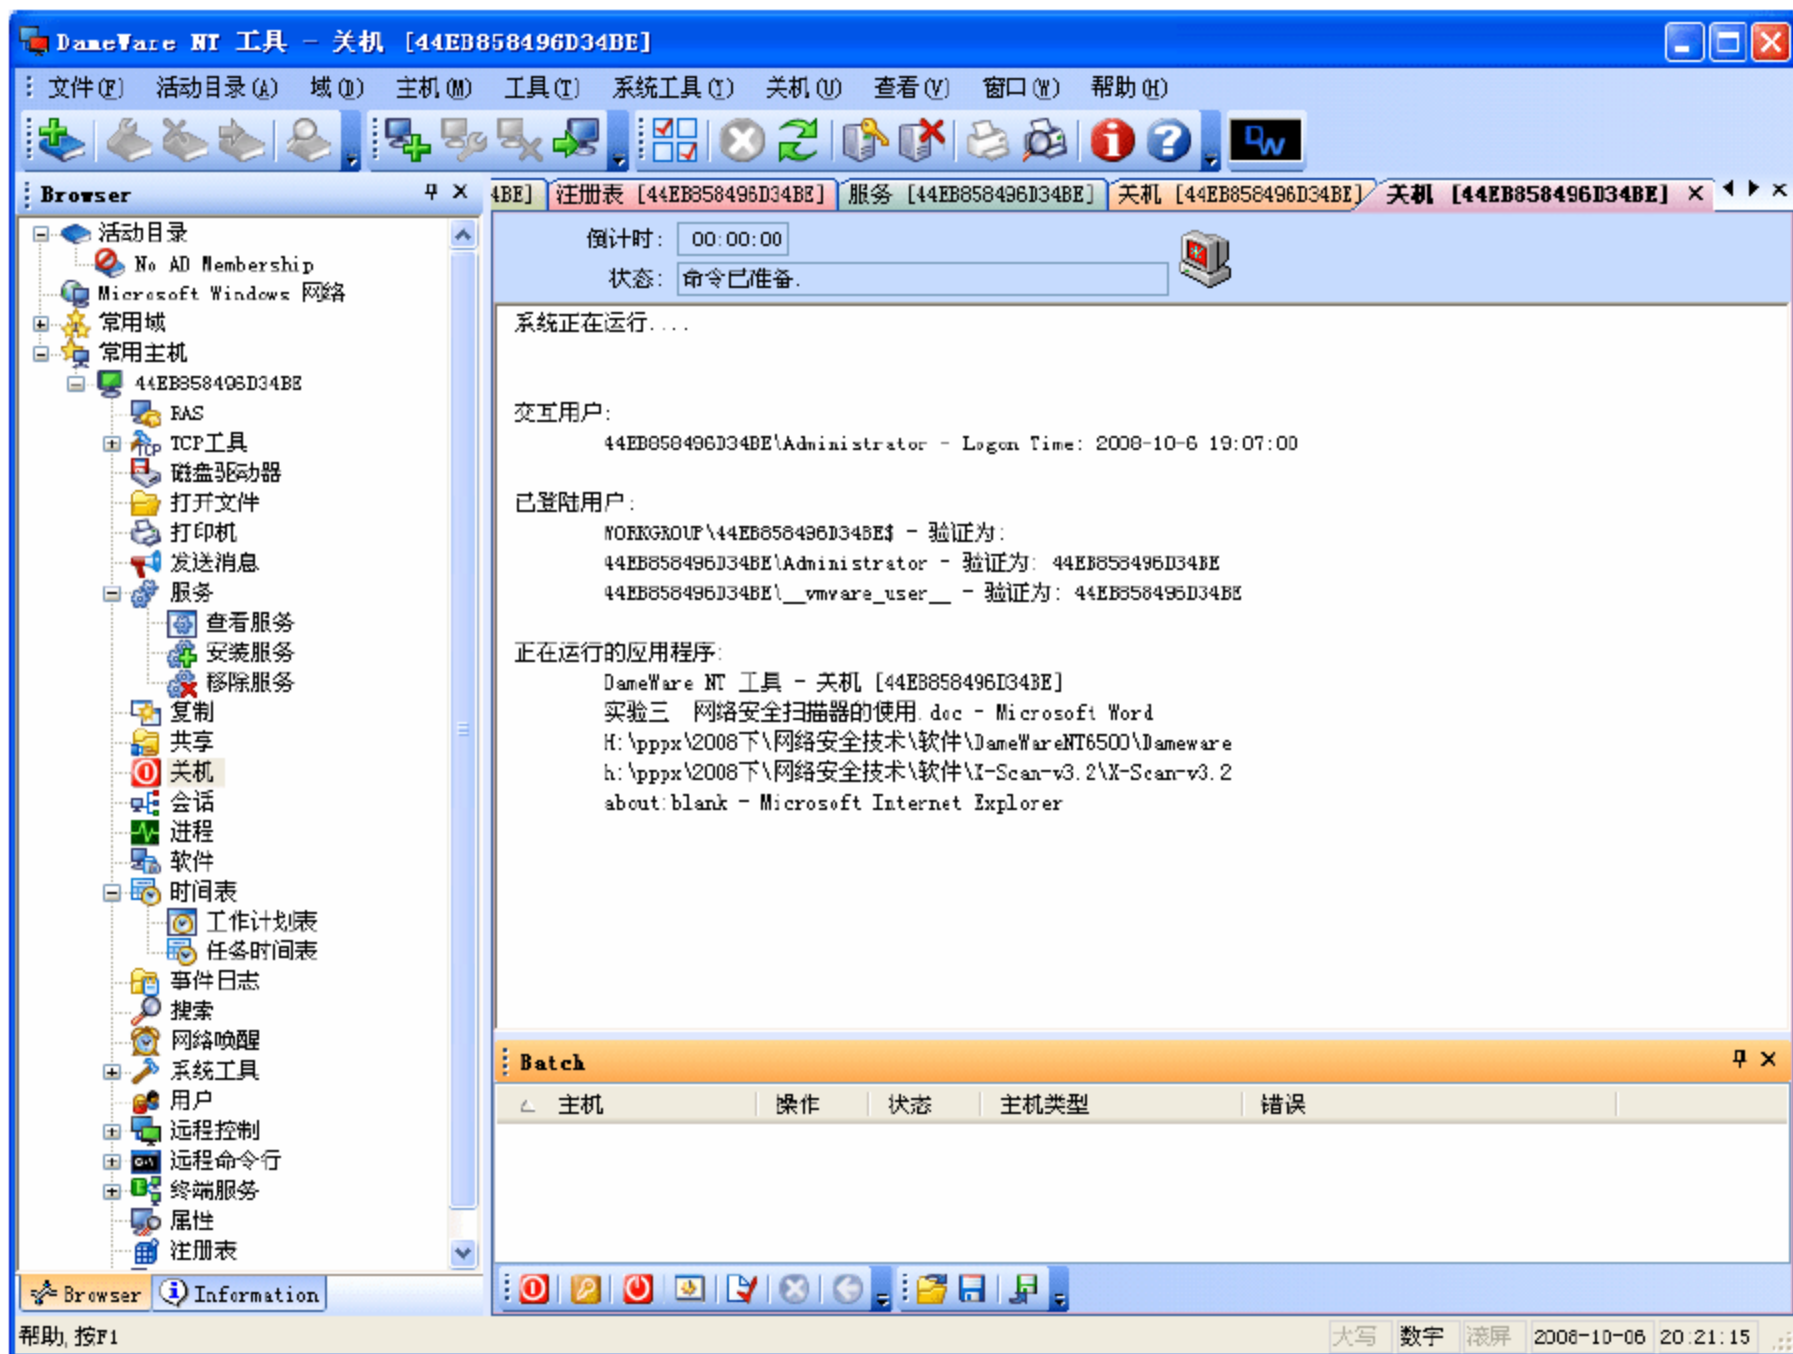 DameWare NT 工具 - 关机 [44EB858496D34BE]
文件(F) 活动目录(A) 域(D) 主机(M) 工具(T) 系统工具(Y) 关机(U) 查看(V) 窗口(W) 帮助(H)
DW
Browser
4BE] 注册表 [44EB858496D34BE] 服务 [44EB858496D34BE] 关机 [44EB858496D34BE] 关机 [44EB858496D34BE]
活动目录
No AD Membership
Microsoft Windows 网络
常用域
常用主机
44EB858496D34BE
RAS
TCP工具
磁盘驱动器
打开文件
打印机
发送消息
服务
查看服务
安装服务
移除服务
复制
共享
关机
会话
进程
软件
时间表
工作计划表
任务时间表
事件日志
搜索
网络唤醒
系统工具
用户
远程控制
远程命令行
终端服务
属性
注册表
Browser Information
倒计时: 00:00:00
状态: 命令已准备.
系统正在运行....
交互用户:
44EB858496D34BE\Administrator - Logon Time: 2008-10-6 19:07:00
已登陆用户:
WORKGROUP\44EB858496D34BE$ - 验证为:
44EB858496D34BE\Administrator - 验证为: 44EB858496D34BE
44EB858496D34BE\__vmware_user__ - 验证为: 44EB858496D34BE
正在运行的应用程序:
DameWare NT 工具 - 关机 [44EB858496D34BE]
实验三 网络安全扫描器的使用.doc - Microsoft Word
H:\pppx\2008下\网络安全技术\软件\DameWareNT6500\Dameware
h:\pppx\2008下\网络安全技术\软件\X-Scan-v3.2\X-Scan-v3.2
about:blank - Microsoft Internet Explorer
Batch
主机 操作 状态 主机类型 错误
帮助, 按F1
大写 数字 滚屏 2008-10-06 20:21:15